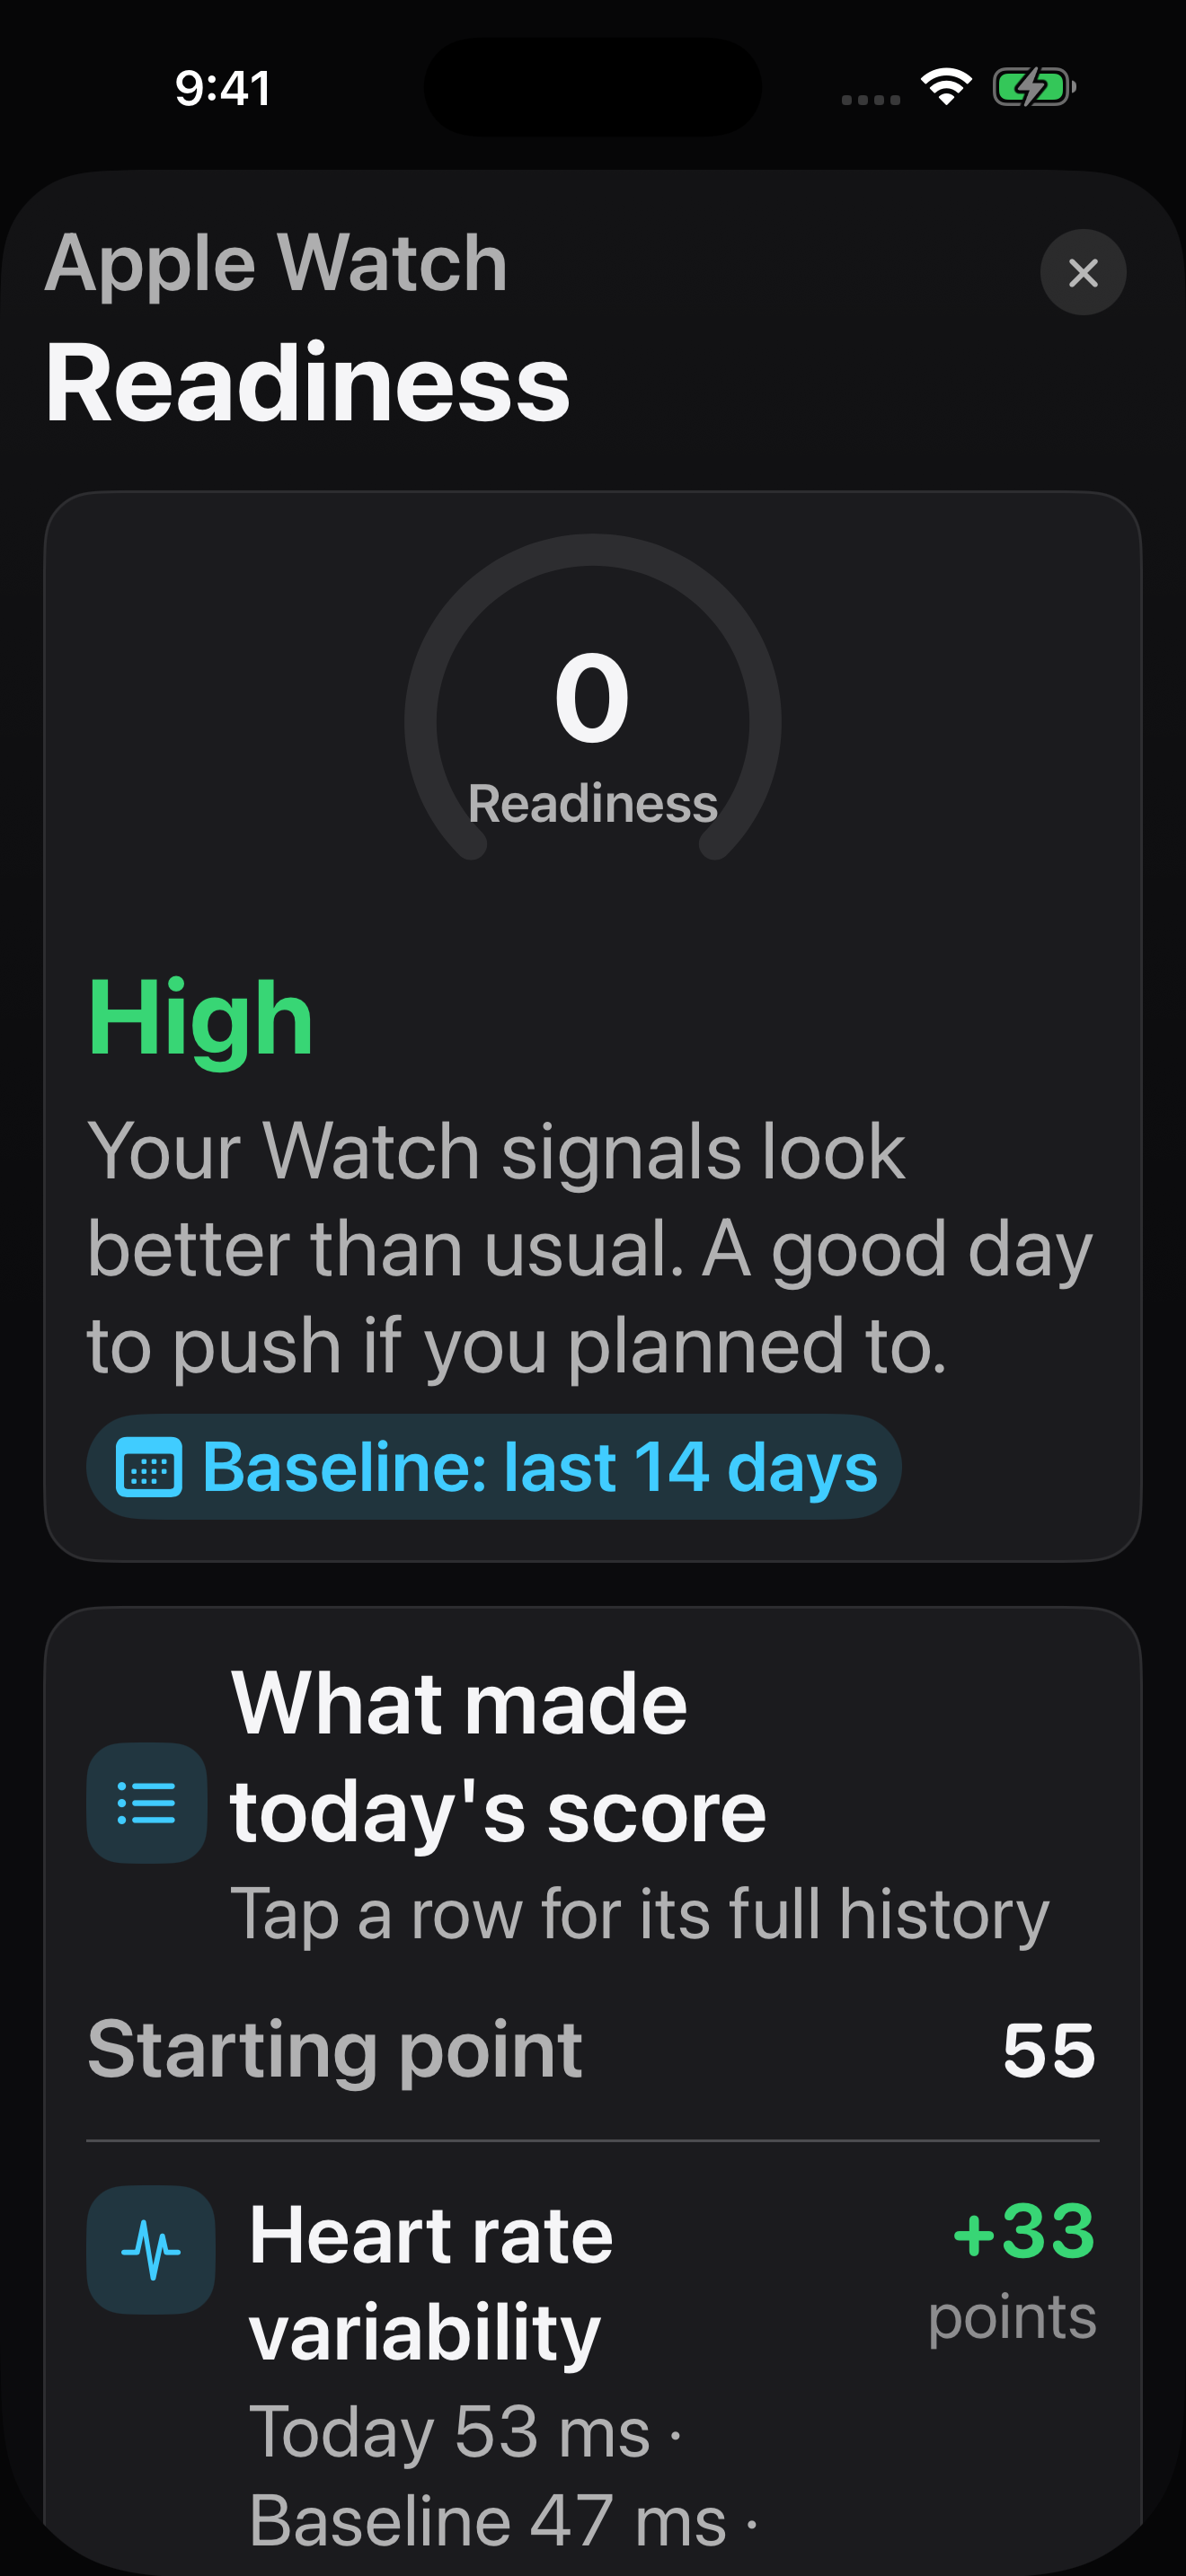 9:41
Apple Watch
Readiness
0
Readiness
High
Your Watch signals look
better than usual. A good day
to push if you planned to.
Baseline: last 14 days
What made
today's score
Tap a row for its full history
Starting point 55
Heart rate +33
variability points
Today 53 ms ·
Baseline 47 ms ·